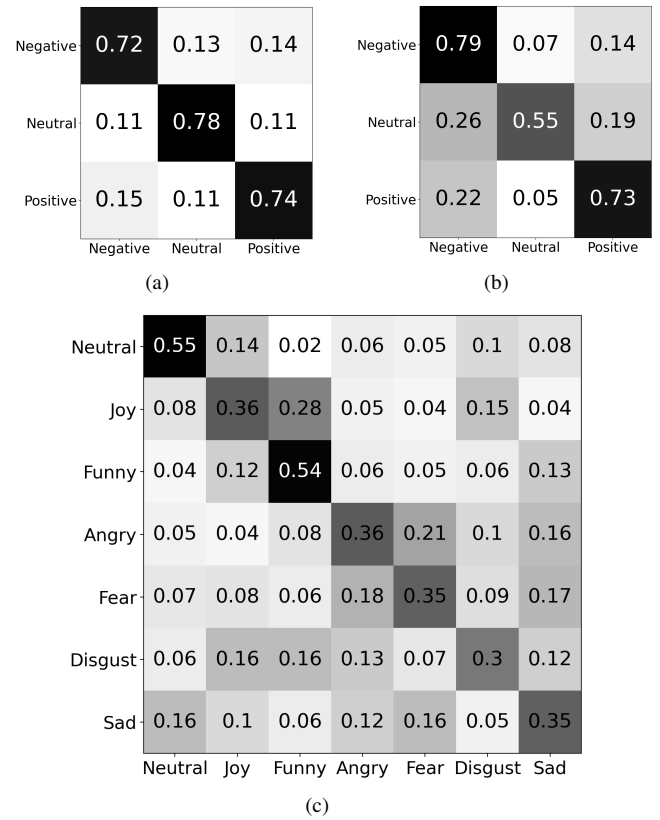 Negative 0.72 0.13 0.14
Neutral 0.11 0.78 0.11
Positive 0.15 0.11 0.74
Negative Neutral Positive
(a)
Negative 0.79 0.07 0.14
Neutral 0.26 0.55 0.19
Positive 0.22 0.05 0.73
Negative Neutral Positive
(b)
Neutral 0.55 0.14 0.02 0.06 0.05 0.1 0.08
Joy 0.08 0.36 0.28 0.05 0.04 0.15 0.04
Funny 0.04 0.12 0.54 0.06 0.05 0.06 0.13
Angry 0.05 0.04 0.08 0.36 0.21 0.1 0.16
Fear 0.07 0.08 0.06 0.18 0.35 0.09 0.17
Disgust 0.06 0.16 0.16 0.13 0.07 0.3 0.12
Sad 0.16 0.1 0.06 0.12 0.16 0.05 0.35
Neutral Joy Funny Angry Fear Disgust Sad
(c)